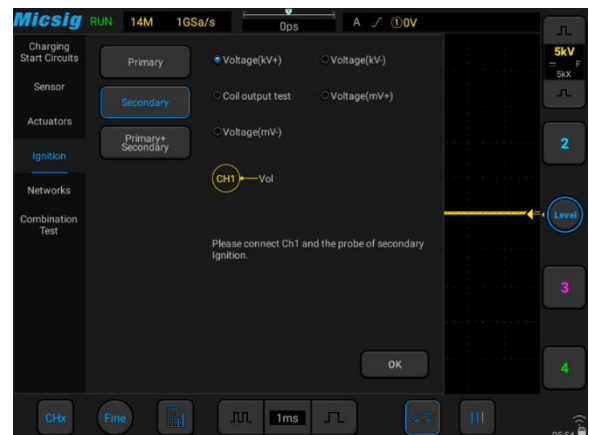 Micsig RUN 14M 1GSa/s 0ps A ①0V
Charging
Start Circuits
Sensor
Actuators
Ignition
Networks
Combination
Test
Primary
Secondary
Primary+
Secondary
Voltage(kV+) Voltage(kV-)
Coil output test Voltage(mV+)
Voltage(mV-)
CH1 Vol
Please connect Ch1 and the probe of secondary
Ignition.
OK
5kV
F
5kX
2
Level
3
4
CHx Fine 1ms